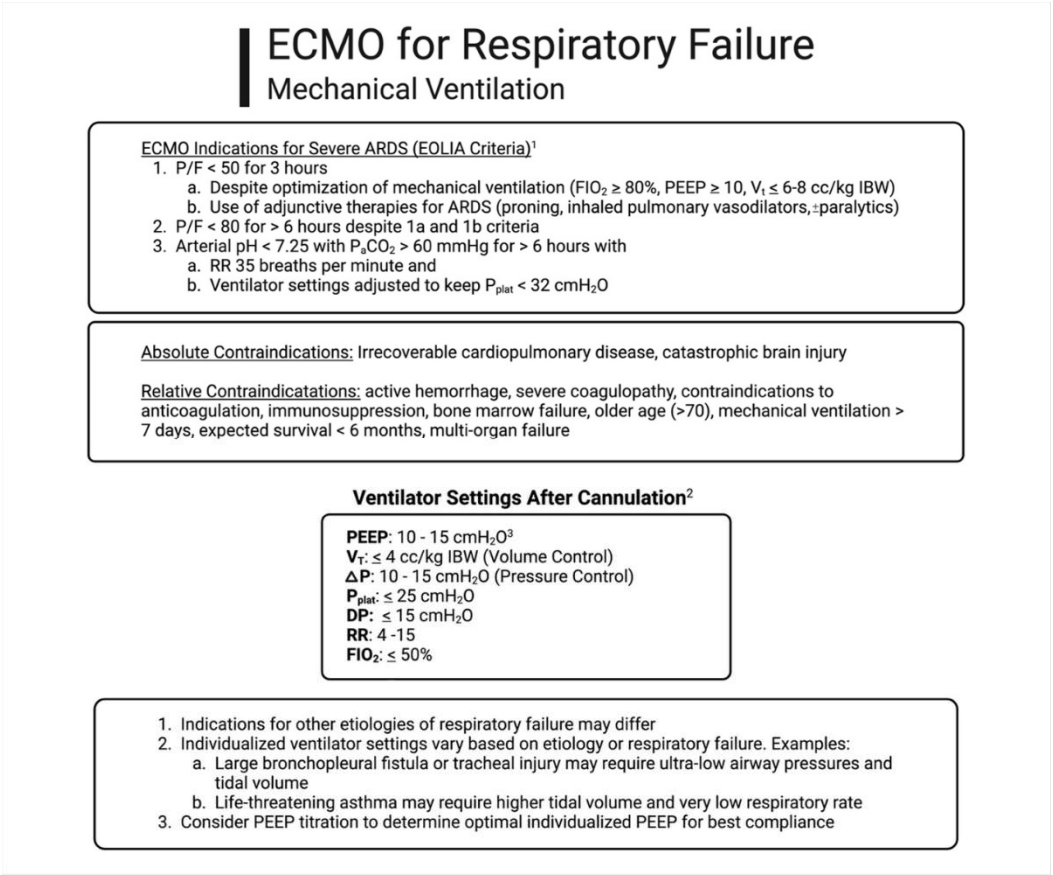 ECMO for Respiratory Failure
Mechanical Ventilation
ECMO Indications for Severe ARDS (EOLIA Criteria)¹
1. P/F < 50 for 3 hours
a. Despite optimization of mechanical ventilation (FIO₂ ≥ 80%, PEEP ≥ 10, Vₜ ≤ 6-8 cc/kg IBW)
b. Use of adjunctive therapies for ARDS (proning, inhaled pulmonary vasodilators,±paralytics)
2. P/F < 80 for > 6 hours despite 1a and 1b criteria
3. Arterial pH < 7.25 with PₐCO₂ > 60 mmHg for > 6 hours with
a. RR 35 breaths per minute and
b. Ventilator settings adjusted to keep Pplat < 32 cmH₂O
Absolute Contraindications: Irrecoverable cardiopulmonary disease, catastrophic brain injury
Relative Contraindicatations: active hemorrhage, severe coagulopathy, contraindications to
anticoagulation, immunosuppression, bone marrow failure, older age (>70), mechanical ventilation >
7 days, expected survival < 6 months, multi-organ failure
Ventilator Settings After Cannulation²
PEEP: 10 - 15 cmH₂O³
VT: ≤ 4 cc/kg IBW (Volume Control)
ΔP: 10 - 15 cmH₂O (Pressure Control)
Pplat: ≤ 25 cmH₂O
DP: ≤ 15 cmH₂O
RR: 4 -15
FIO₂: ≤ 50%
1. Indications for other etiologies of respiratory failure may differ
2. Individualized ventilator settings vary based on etiology or respiratory failure. Examples:
a. Large bronchopleural fistula or tracheal injury may require ultra-low airway pressures and
tidal volume
b. Life-threatening asthma may require higher tidal volume and very low respiratory rate
3. Consider PEEP titration to determine optimal individualized PEEP for best compliance